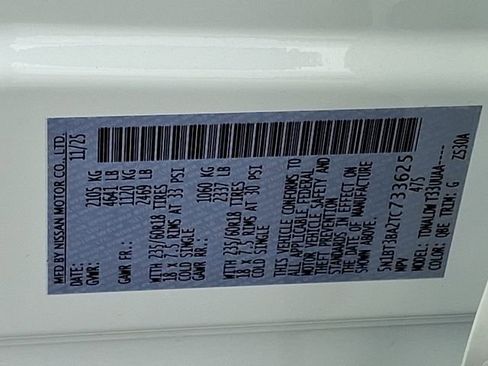 MFD BY NISSAN MOTOR CO., LTD.
DATE: 11/25
GVWR: 2105 KG
4641 LB
GAWR FR: 1120 KG
2469 LB
WITH 235/60R18 TIRES
18 X 7.5 RIMS AT 33 PSI
COLD SINGLE
GAWR RR: 1060 KG
2337 LB
WITH 235/60R18 TIRES
18 X 7.5 RIMS AT 30 PSI
COLD SINGLE
THIS VEHICLE CONFORMS TO
ALL APPLICABLE FEDERAL
MOTOR VEHICLE SAFETY AND
THEFT PREVENTION
STANDARDS IN EFFECT ON
THE DATE OF MANUFACTURE
SHOWN ABOVE.
5N1BT3BAZTC733625
MPV 475
MODEL:
COLOR: QBE TRIM: G ZS30A